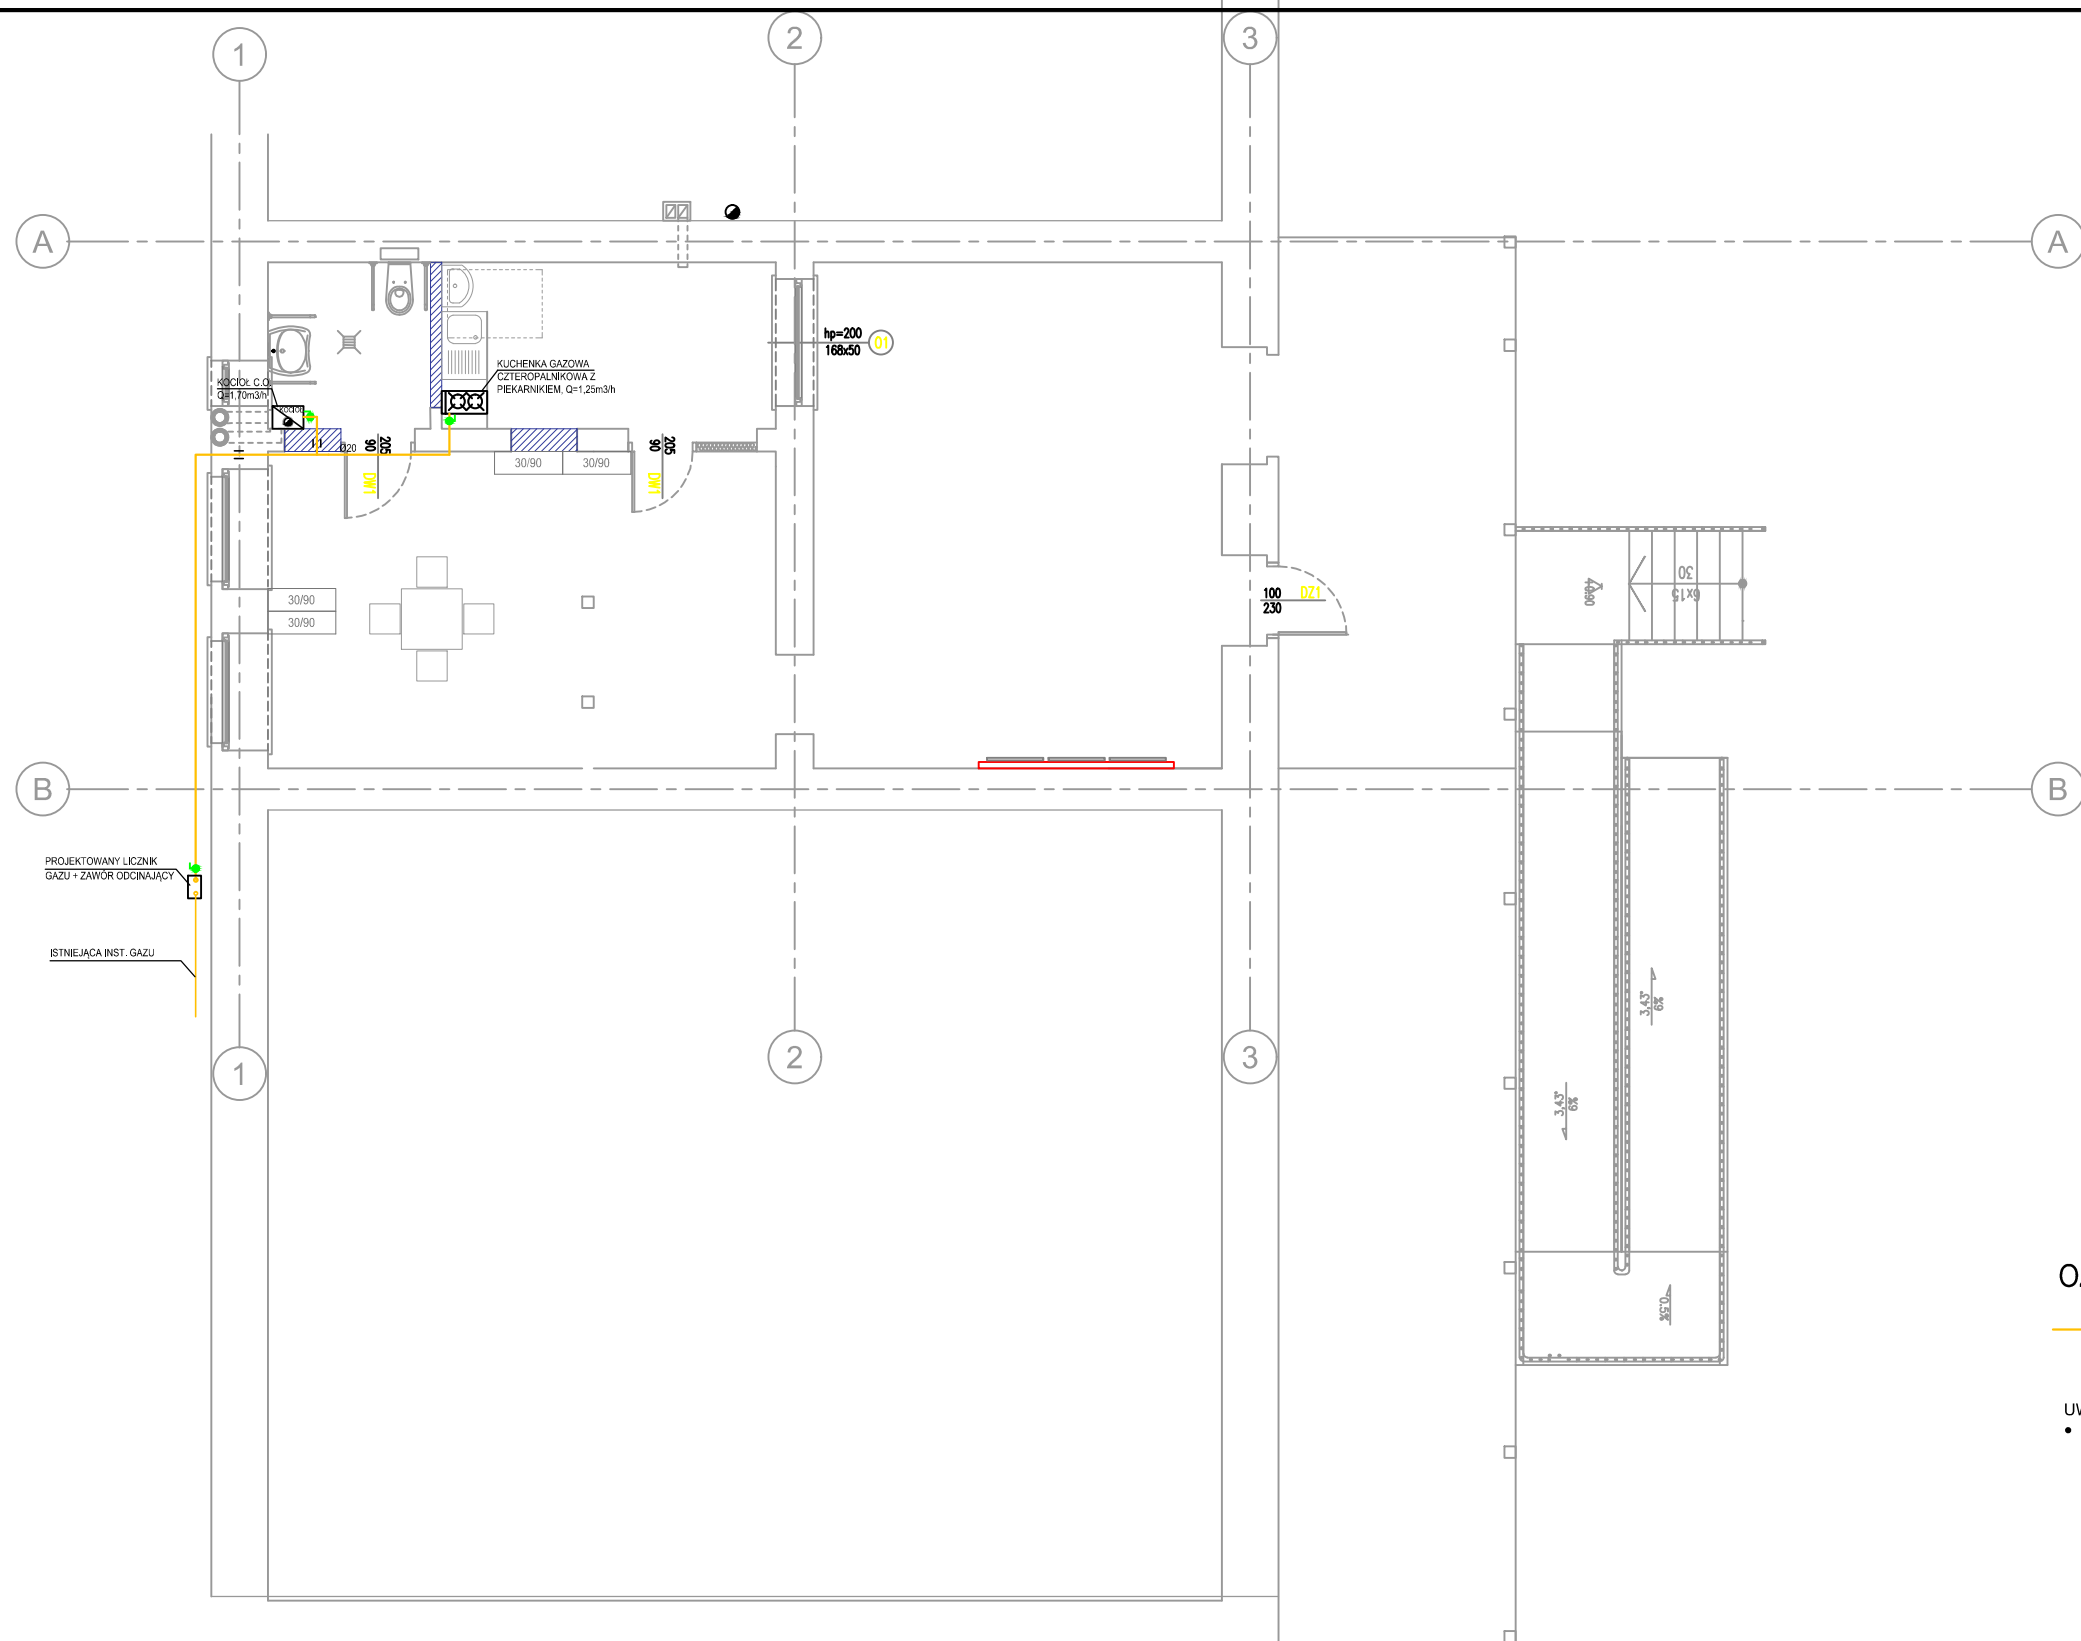 1
2
3
A
A
hp=200
168x50
01
KUCHENKA GAZOWA
CZTEROPALNIKOWA Z
PIEKARNIKIEM, Q=1,25m3/h
KOCIOŁ C.O.
Q=1,70m3/h
KOCIOŁ
Ø20
90
205
DW1
90
205
DW1
30/90
30/90
30/90
30/90
100
230
DZ1
30
6x15
B
B
PROJEKTOWANY LICZNIK
GAZU + ZAWÓR ODCINAJĄCY
ISTNIEJĄCA INST. GAZU
3,43°
6%
1
2
3
3,43°
6%
0.5%